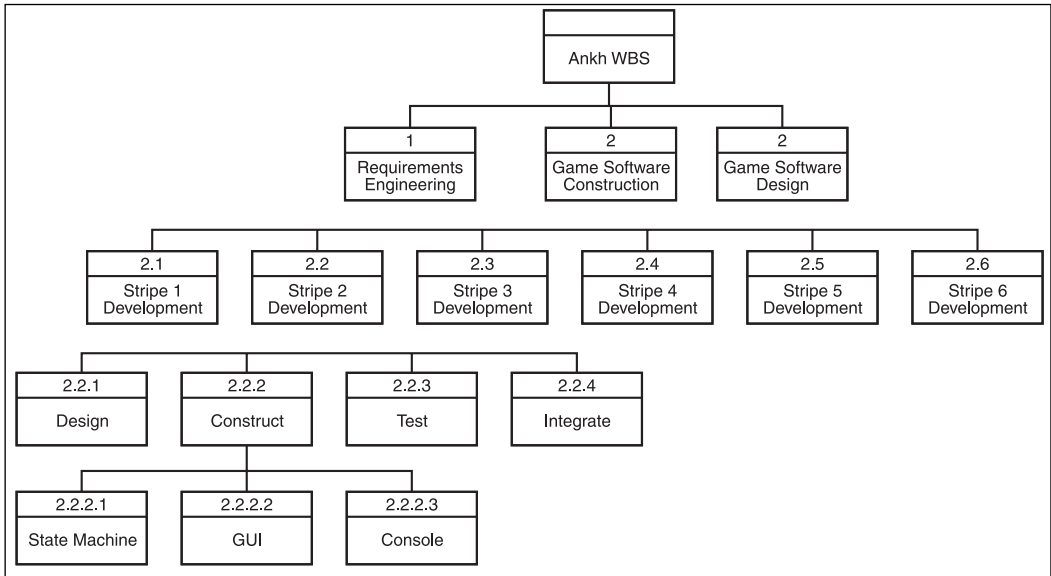 Ankh WBS
1
Requirements
Engineering
2
Game Software
Construction
2
Game Software
Design
2.1
Stripe 1
Development
2.2
Stripe 2
Development
2.3
Stripe 3
Development
2.4
Stripe 4
Development
2.5
Stripe 5
Development
2.6
Stripe 6
Development
2.2.1
Design
2.2.2
Construct
2.2.3
Test
2.2.4
Integrate
2.2.2.1
State Machine
2.2.2.2
GUI
2.2.2.3
Console